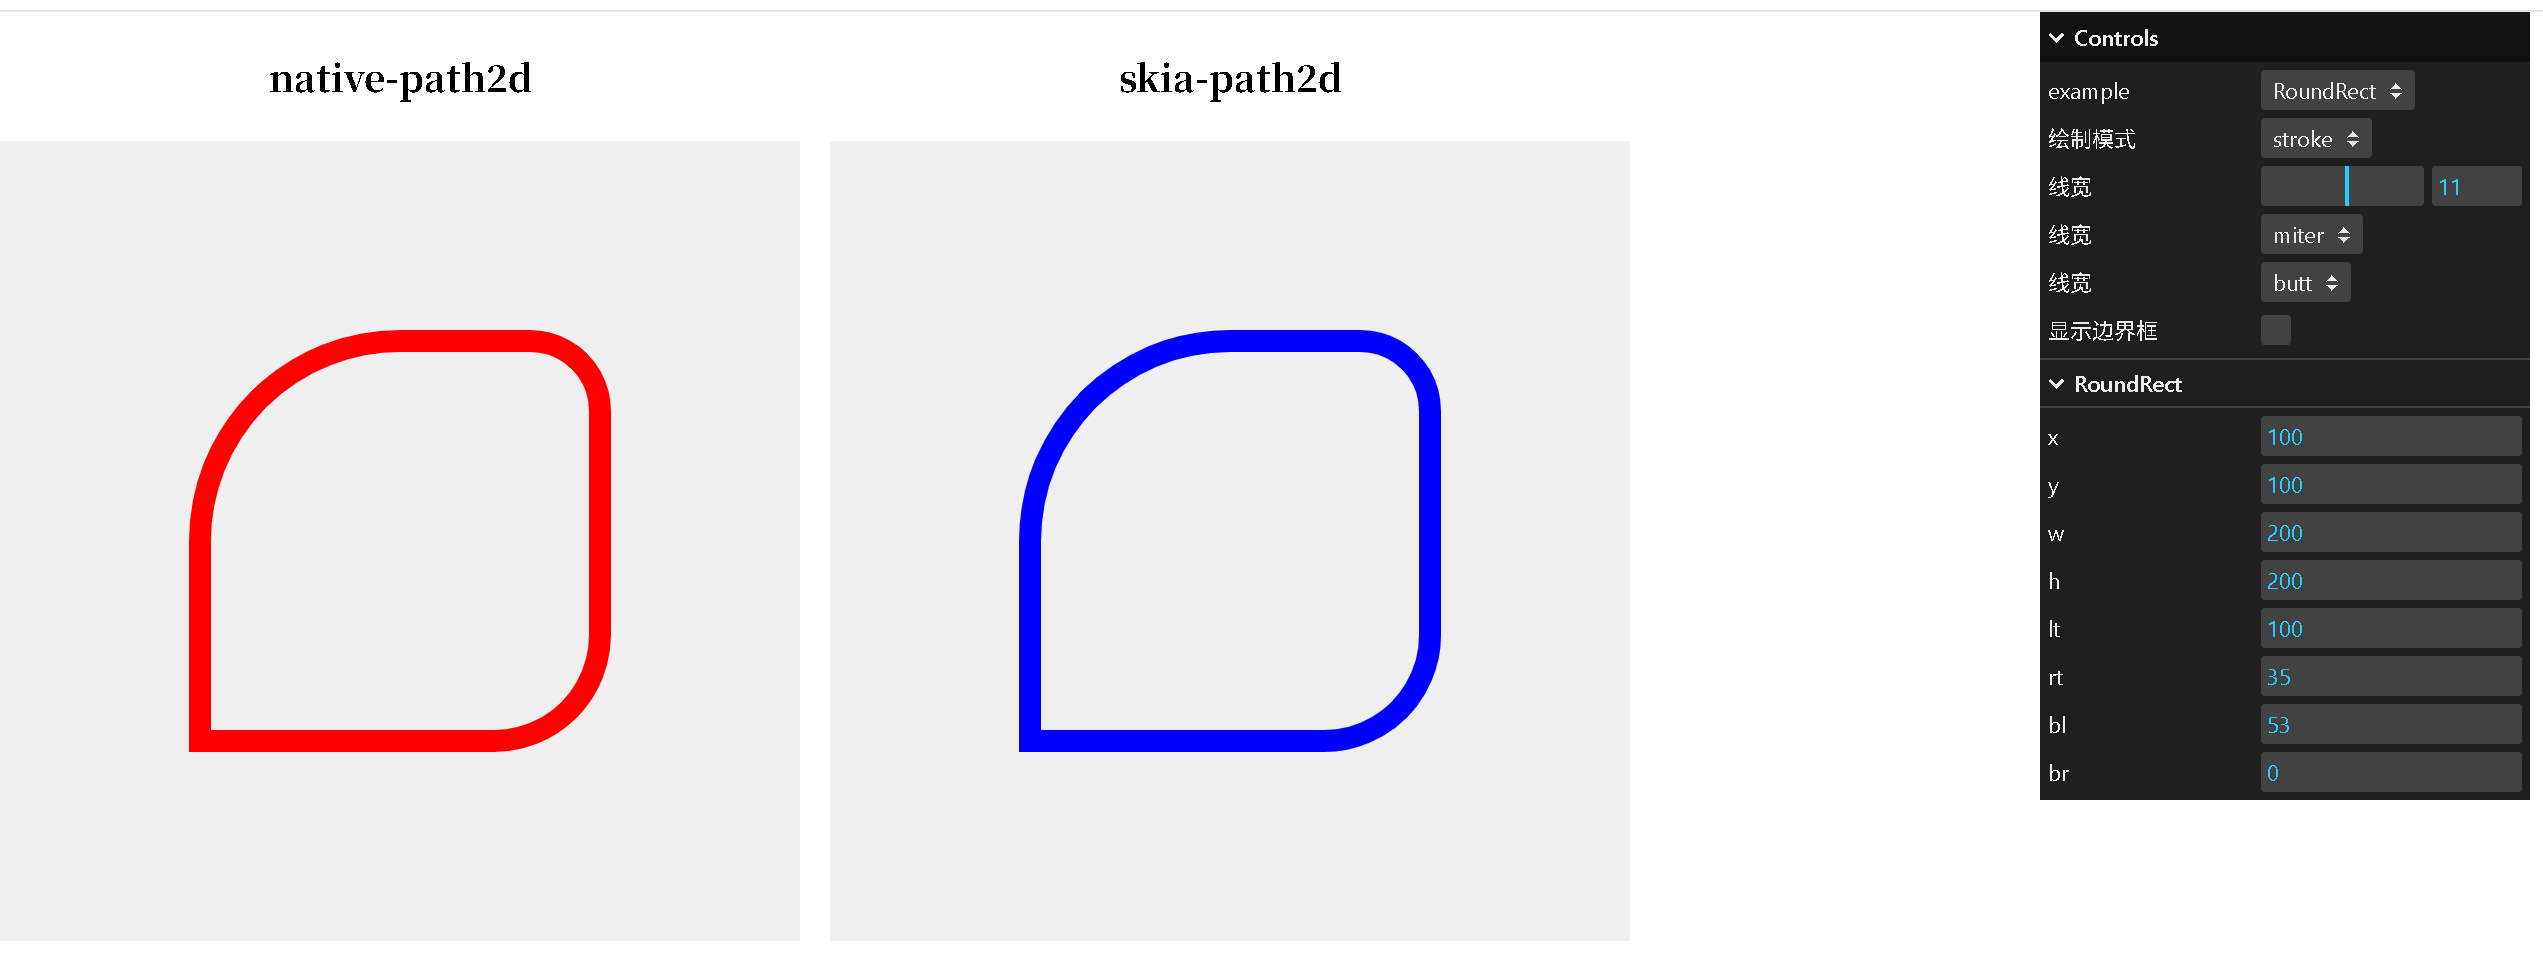 native-path2d
skia-path2d
Controls
example RoundRect
绘制模式 stroke
线宽 11
线宽 miter
线宽 butt
显示边界框
RoundRect
x 100
y 100
w 200
h 200
lt 100
rt 35
bl 53
br 0